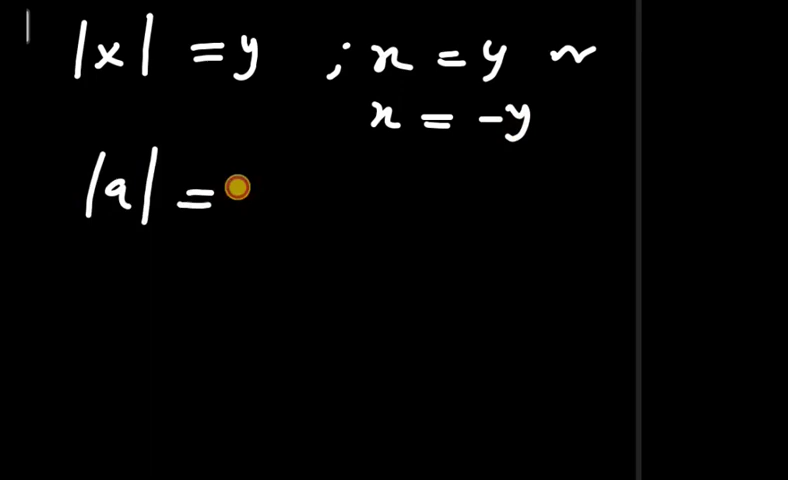 |x| = y ; x = y or
x = -y
|a| =